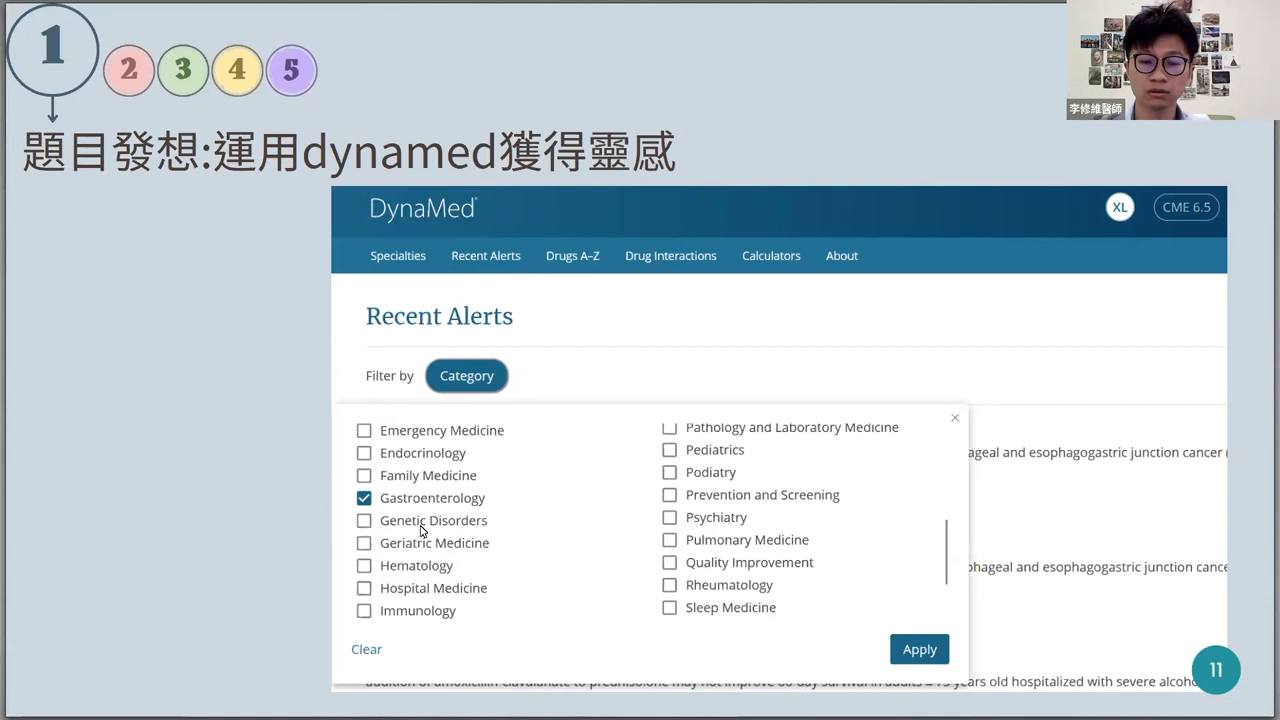 1
2 3 4 5
李修維醫師
題目發想:運用dynamed獲得靈感
DynaMed
XL
CME 6.5
Specialties Recent Alerts Drugs A–Z Drug Interactions Calculators About
Recent Alerts
Filter by Category
Emergency Medicine
Endocrinology
Family Medicine
Gastroenterology
Genetic Disorders
Geriatric Medicine
Hematology
Hospital Medicine
Immunology
Pathology and Laboratory Medicine
Pediatrics
Podiatry
Prevention and Screening
Psychiatry
Pulmonary Medicine
Quality Improvement
Rheumatology
Sleep Medicine
Clear
Apply
ageal and esophagogastric junction cancer (
phageal and esophagogastric junction cance
addition of amoxicillin-clavulanate to prednisolone may not improve 60-day survival in adults = 75 years old hospitalized with severe alcoho
11